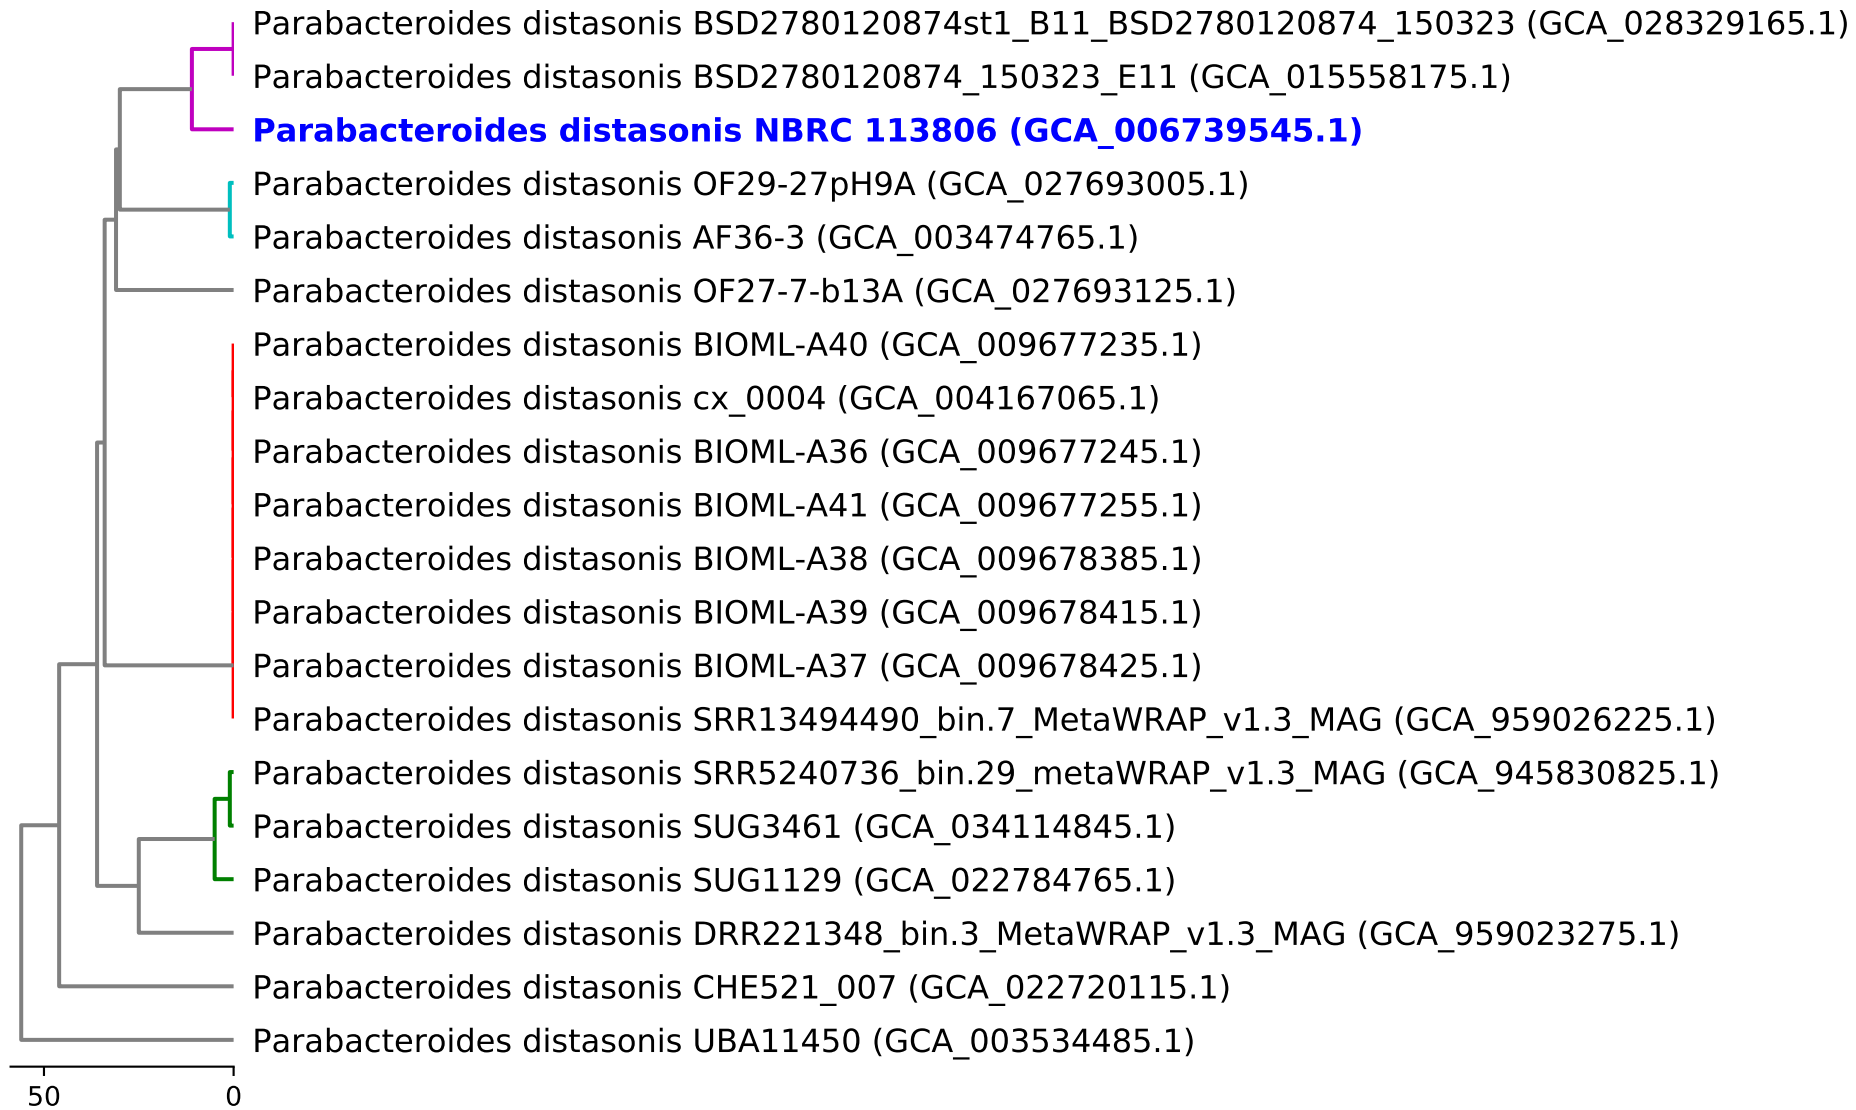 Parabacteroides distasonis BSD2780120874st1_B11_BSD2780120874_150323 (GCA_028329165.1)
Parabacteroides distasonis BSD2780120874_150323_E11 (GCA_015558175.1)
Parabacteroides distasonis NBRC 113806 (GCA_006739545.1)
Parabacteroides distasonis OF29-27pH9A (GCA_027693005.1)
Parabacteroides distasonis AF36-3 (GCA_003474765.1)
Parabacteroides distasonis OF27-7-b13A (GCA_027693125.1)
Parabacteroides distasonis BIOML-A40 (GCA_009677235.1)
Parabacteroides distasonis cx_0004 (GCA_004167065.1)
Parabacteroides distasonis BIOML-A36 (GCA_009677245.1)
Parabacteroides distasonis BIOML-A41 (GCA_009677255.1)
Parabacteroides distasonis BIOML-A38 (GCA_009678385.1)
Parabacteroides distasonis BIOML-A39 (GCA_009678415.1)
Parabacteroides distasonis BIOML-A37 (GCA_009678425.1)
Parabacteroides distasonis SRR13494490_bin.7_MetaWRAP_v1.3_MAG (GCA_959026225.1)
Parabacteroides distasonis SRR5240736_bin.29_metaWRAP_v1.3_MAG (GCA_945830825.1)
Parabacteroides distasonis SUG3461 (GCA_034114845.1)
Parabacteroides distasonis SUG1129 (GCA_022784765.1)
Parabacteroides distasonis DRR221348_bin.3_MetaWRAP_v1.3_MAG (GCA_959023275.1)
Parabacteroides distasonis CHE521_007 (GCA_022720115.1)
Parabacteroides distasonis UBA11450 (GCA_003534485.1)
50 0